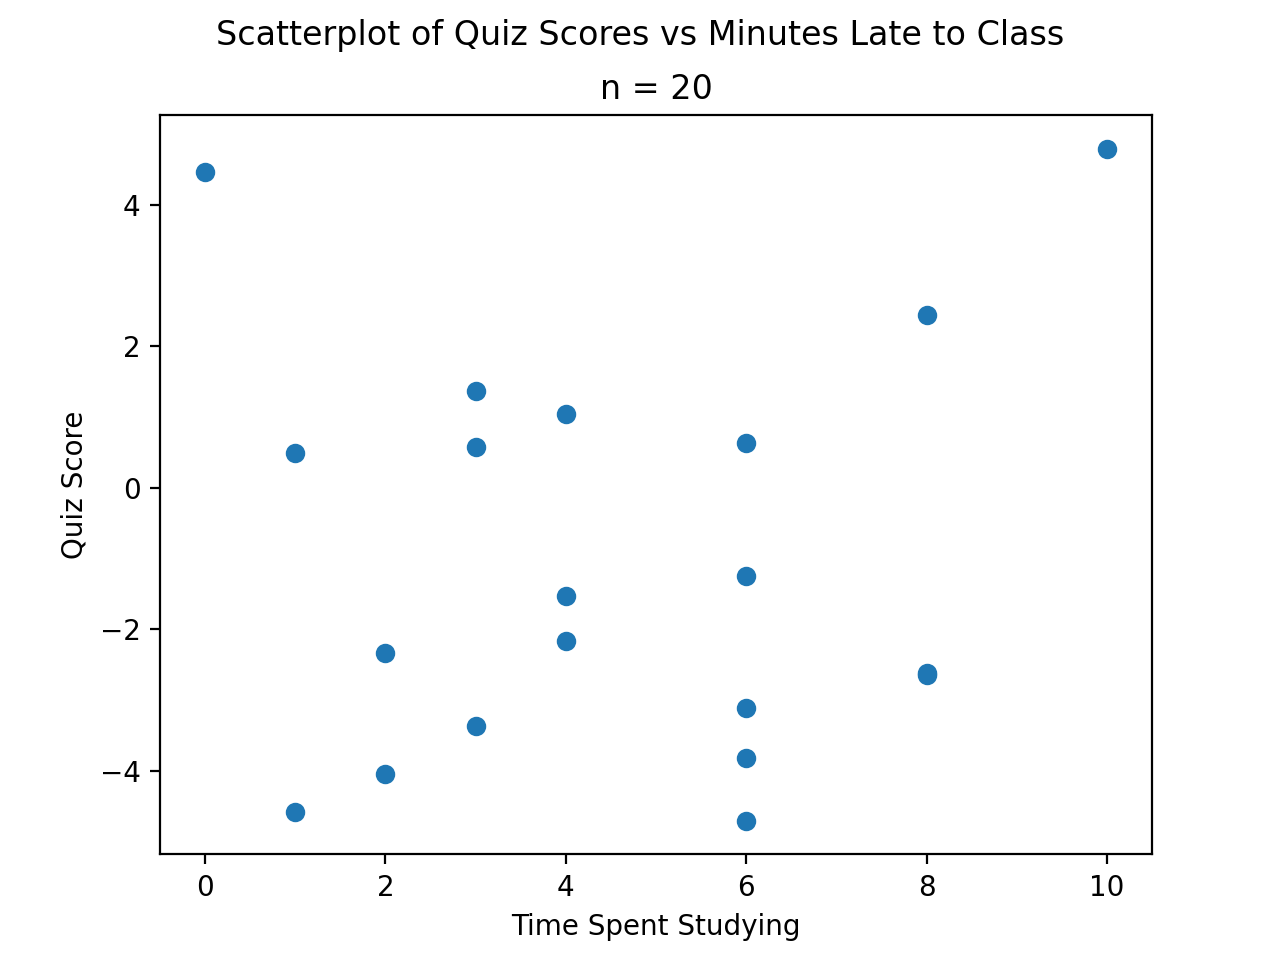 Scatterplot of Quiz Scores vs Minutes Late to Class
n = 20
4
2
0
−2
−4
Quiz Score
0 2 4 6 8 10
Time Spent Studying